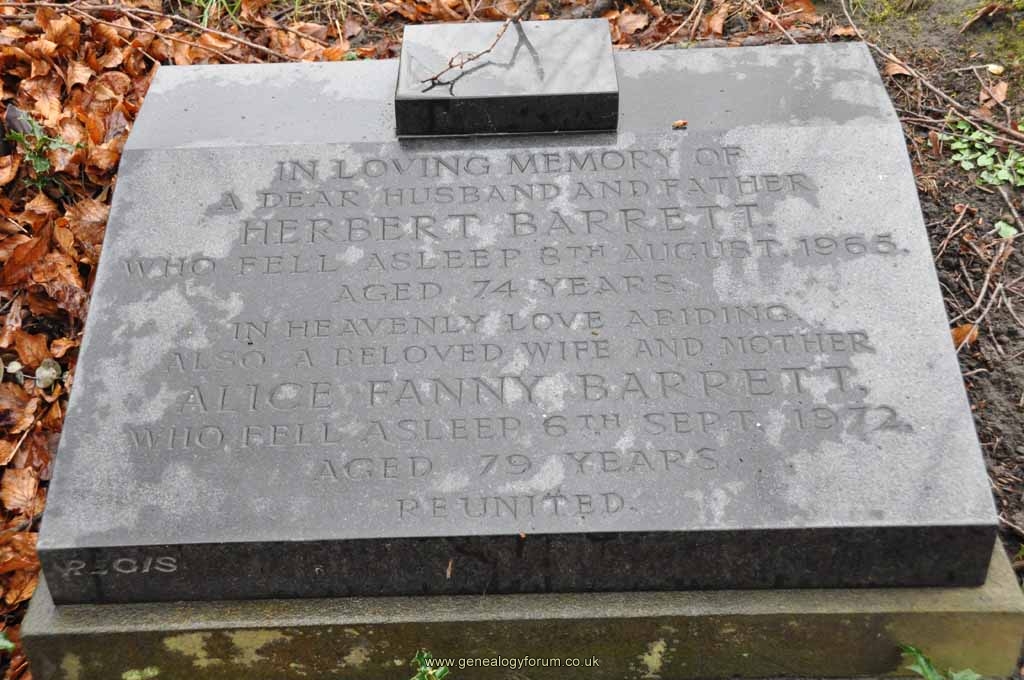 IN LOVING MEMORY OF
A DEAR HUSBAND AND FATHER
HERBERT BARRETT.
WHO FELL ASLEEP 8TH AUGUST. 1965.
AGED 74 YEARS.
IN HEAVENLY LOVE ABIDING.
ALSO A BELOVED WIFE AND MOTHER
ALICE FANNY BARRETT.
WHO FELL ASLEEP 6TH SEPT. 1972.
AGED 79 YEARS.
REUNITED.
REGIS
www.genealogyforum.co.uk